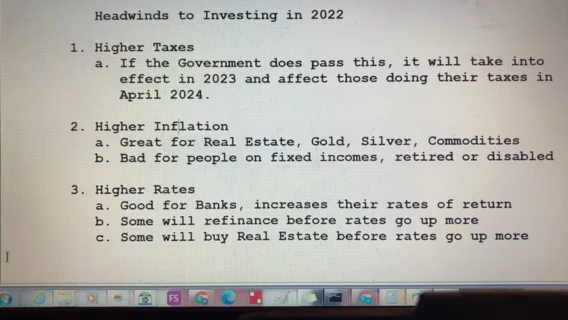 Headwinds to Investing in 2022
1. Higher Taxes
a. If the Government does pass this, it will take into
effect in 2023 and affect those doing their taxes in
April 2024.
2. Higher Inflation
a. Great for Real Estate, Gold, Silver, Commodities
b. Bad for people on fixed incomes, retired or disabled
3. Higher Rates
a. Good for Banks, increases their rates of return
b. Some will refinance before rates go up more
c. Some will buy Real Estate before rates go up more
FS